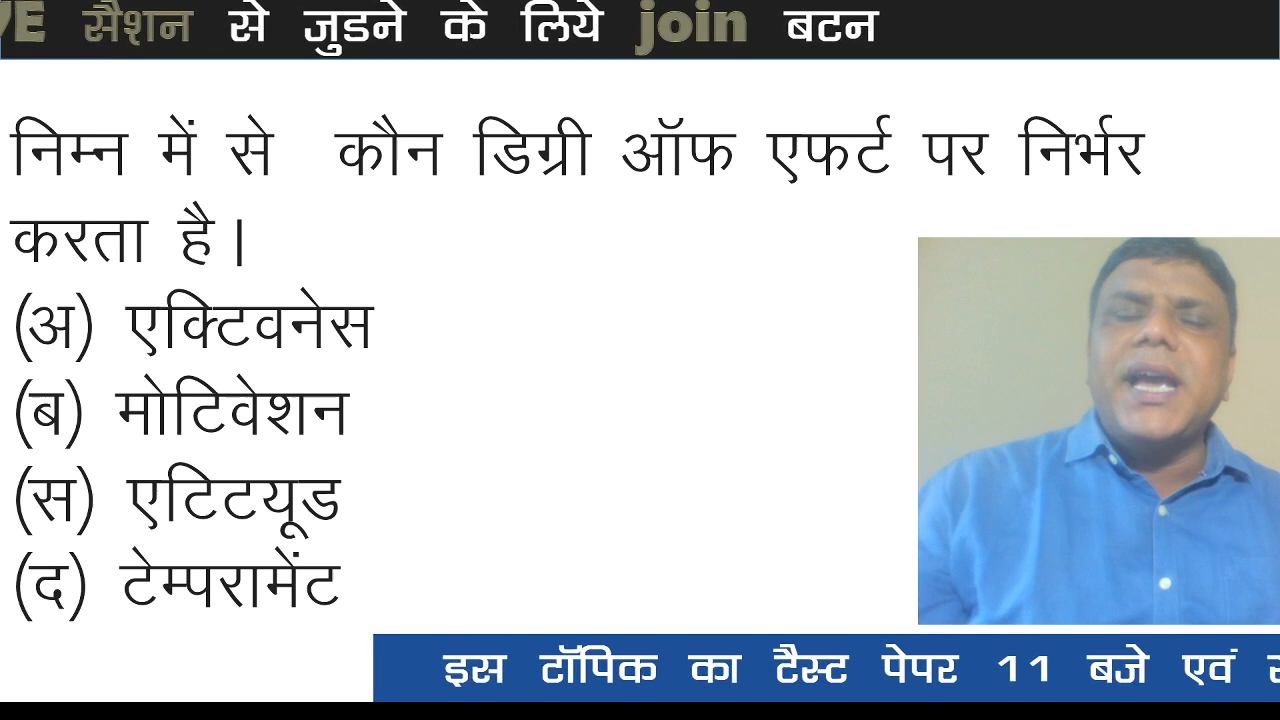 सैशन से जुडने के लिये join बटन
निम्न में से कौन डिग्री ऑफ एफर्ट पर निर्भर
करता है।
(अ) एक्टिवनेस
(ब) मोटिवेशन
(स) एटिटयूड
(द) टेम्परामेंट
इस टॉपिक का टैस्ट पेपर 11 बजे एवं